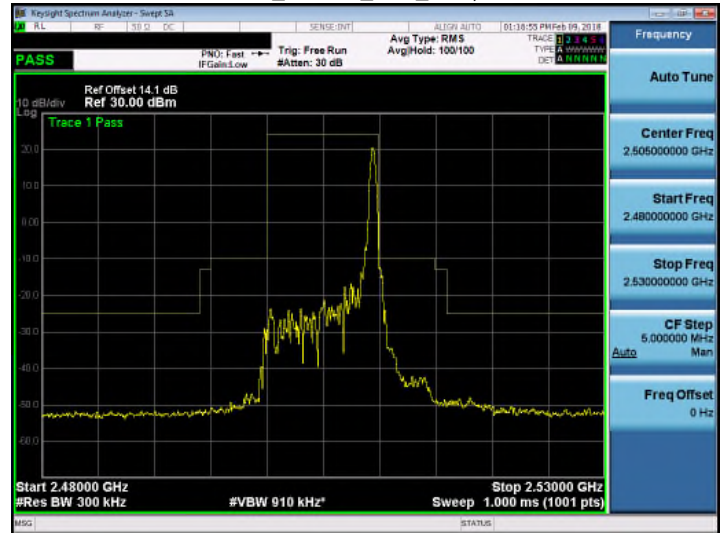 Keysight Spectrum Analyzer - Swept SA
RL RF 50 Ω DC SENSE:INT ALIGN AUTO 01:16:55 PM Feb 09, 2018
PNO: Fast Trig: Free Run Avg Type: RMS TRACE 1 2 3 4 5 6
IFGain:Low #Atten: 30 dB Avg|Hold: 100/100 TYPE A WWWWW
DET A N N N N N
PASS
Ref Offset 14.1 dB
10 dB/div Ref 30.00 dBm
Log
Trace 1 Pass
20.0
10.0
0.00
-10.0
-20.0
-30.0
-40.0
-50.0
-60.0
Start 2.48000 GHz Stop 2.53000 GHz
#Res BW 300 kHz #VBW 910 kHz* Sweep 1.000 ms (1001 pts)
MSG STATUS
Frequency
Auto Tune
Center Freq
2.505000000 GHz
Start Freq
2.480000000 GHz
Stop Freq
2.530000000 GHz
CF Step
5.000000 MHz
Auto Man
Freq Offset
0 Hz